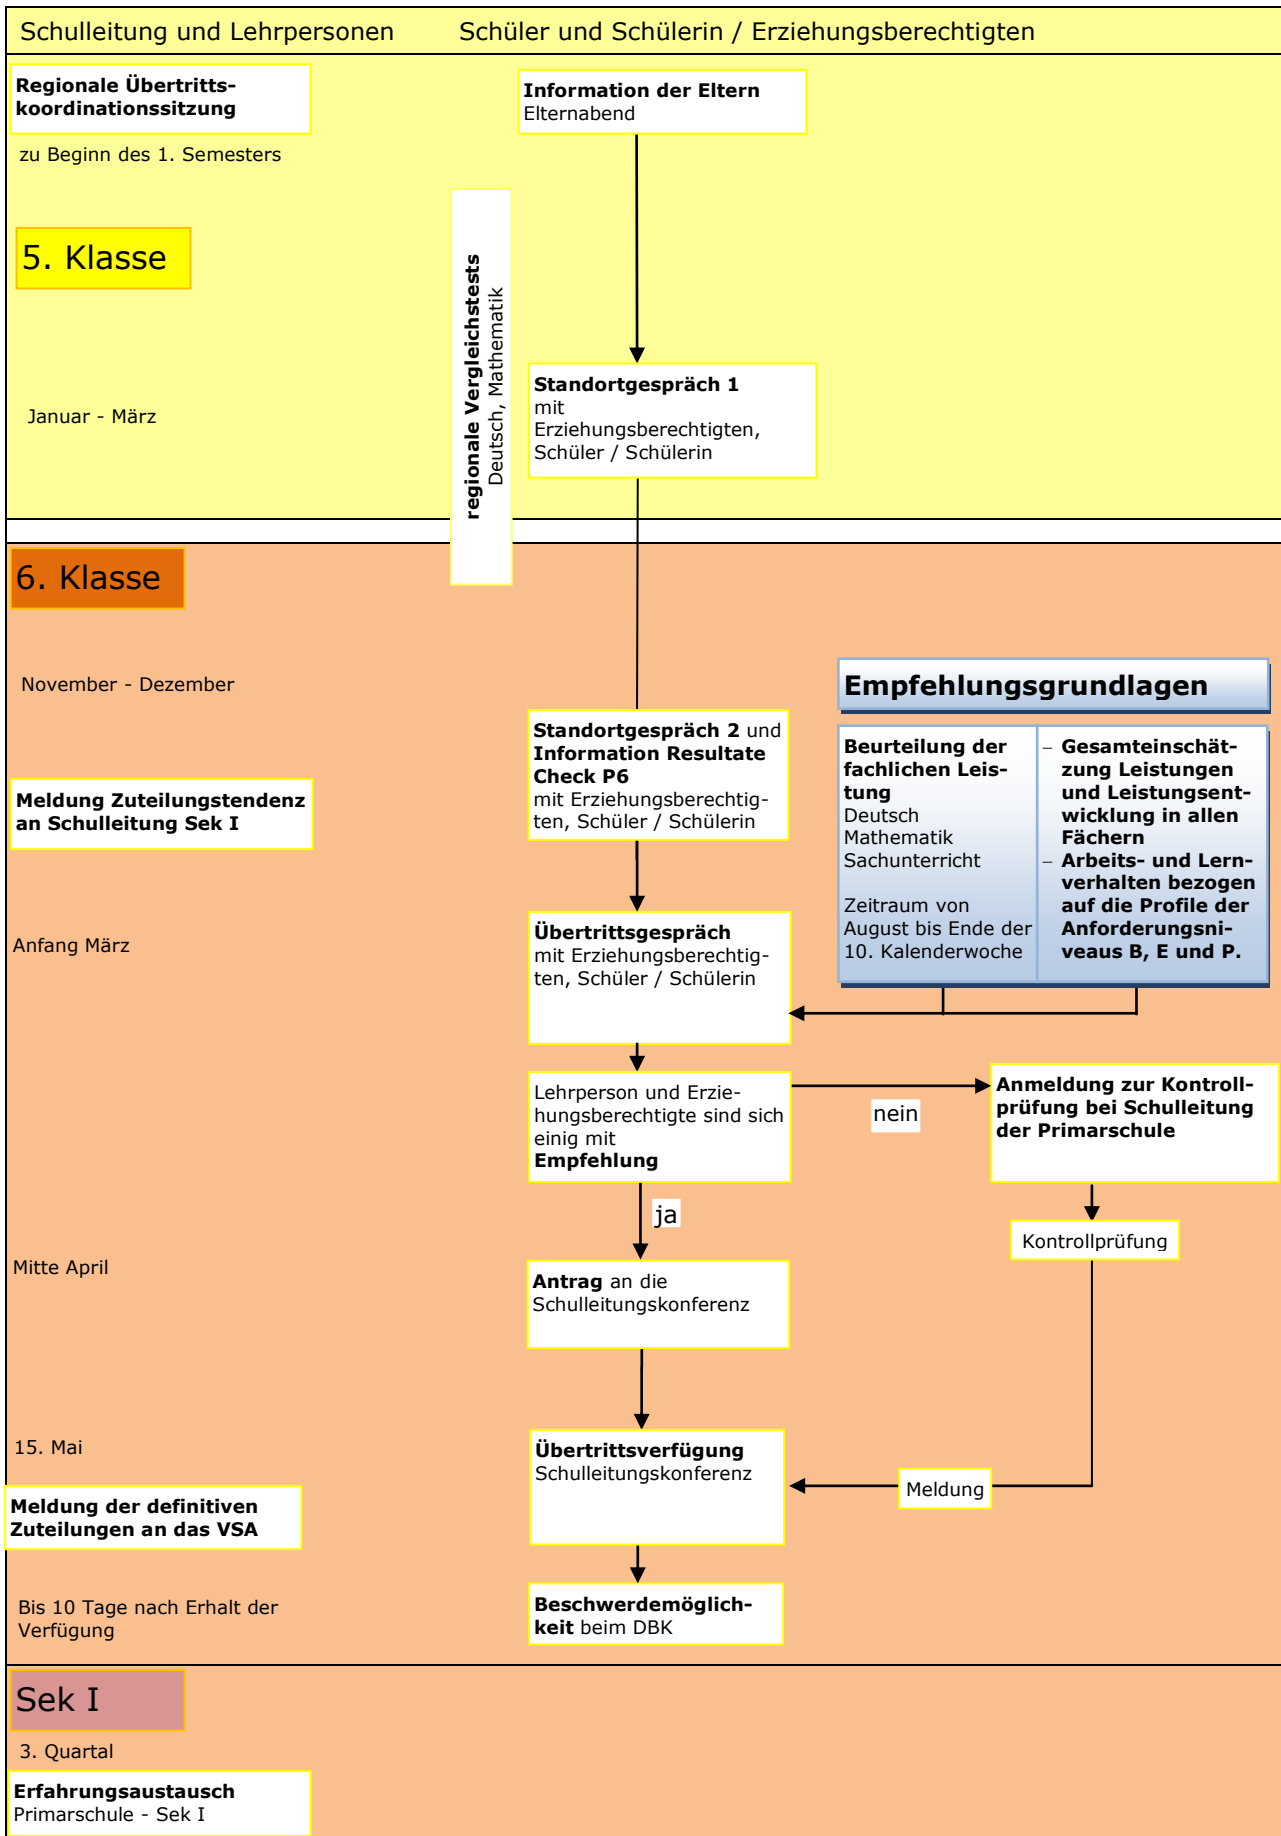 Schulleitung und Lehrpersonen
Schüler und Schülerin / Erziehungsberechtigten
Regionale Übertritts-
koordinationssitzung
Information der Eltern
Elternabend
zu Beginn des 1. Semesters
5. Klasse
regionale Vergleichstests
Deutsch, Mathematik
Januar - März
Standortgespräch 1
mit
Erziehungsberechtigten,
Schüler / Schülerin
6. Klasse
November - Dezember
Standortgespräch 2 und
Information Resultate
Check P6
mit Erziehungsberechtig-
ten, Schüler / Schülerin
Meldung Zuteilungstendenz
an Schulleitung Sek I
Empfehlungsgrundlagen
Beurteilung der
fachlichen Leis-
tung
Deutsch
Mathematik
Sachunterricht
Zeitraum von
August bis Ende der
10. Kalenderwoche
– Gesamteinschät-
zung Leistungen
und Leistungsent-
wicklung in allen
Fächern
– Arbeits- und Lern-
verhalten bezogen
auf die Profile der
Anforderungsni-
veaus B, E und P.
Anfang März
Übertrittsgespräch
mit Erziehungsberechtig-
ten, Schüler / Schülerin
Lehrperson und Erzie-
hungsberechtigte sind sich
einig mit
Empfehlung
nein
Anmeldung zur Kontroll-
prüfung bei Schulleitung
der Primarschule
ja
Kontrollprüfung
Mitte April
Antrag an die
Schulleitungskonferenz
15. Mai
Übertrittsverfügung
Schulleitungskonferenz
Meldung
Meldung der definitiven
Zuteilungen an das VSA
Bis 10 Tage nach Erhalt der
Verfügung
Beschwerdemöglich-
keit beim DBK
Sek I
3. Quartal
Erfahrungsaustausch
Primarschule - Sek I